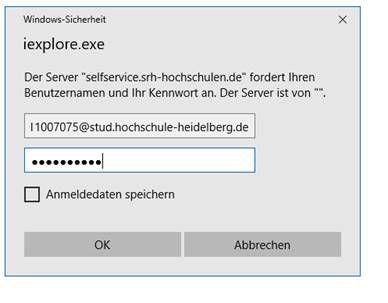 Windows-Sicherheit
iexplore.exe
Der Server "selfservice.srh-hochschulen.de" fordert Ihren
Benutzernamen und Ihr Kennwort an. Der Server ist von "".
I1007075@stud.hochschule-heidelberg.de
●●●●●●●●●●
Anmeldedaten speichern
OK Abbrechen